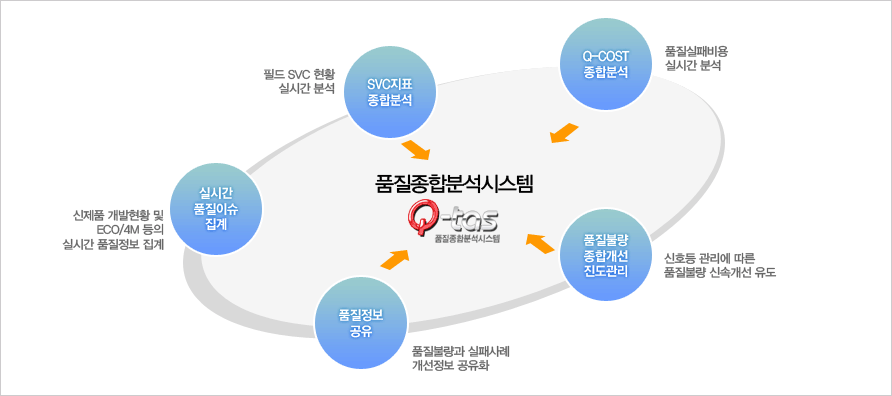 Q-COST
종합분석
품질실패비용
실시간 분석
필드 SVC 현황
실시간 분석
SVC지표
종합분석
품질종합분석시스템
Q-tas
품질종합분석시스템
실시간
품질이슈
집계
신제품 개발현황 및
ECO/4M 등의
실시간 품질정보 집계
품질불량
종합개선
진도관리
신호등 관리에 따른
품질불량 신속개선 유도
품질정보
공유
품질불량과 실패사례
개선정보 공유화